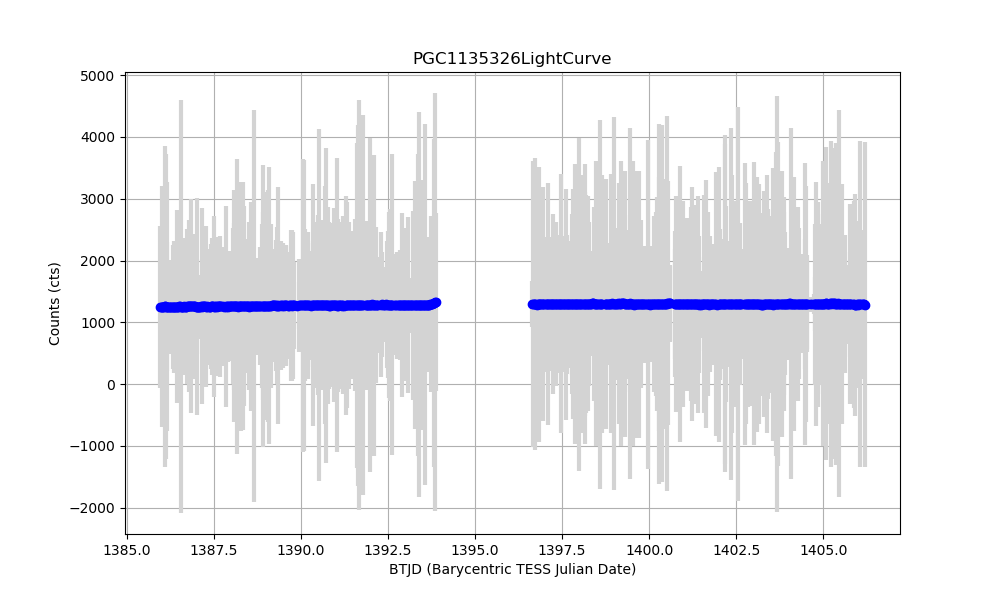 PGC1135326LightCurve
Counts (cts)
5000
4000
3000
2000
1000
0
−1000
−2000
1385.0 1387.5 1390.0 1392.5 1395.0 1397.5 1400.0 1402.5 1405.0
BTJD (Barycentric TESS Julian Date)